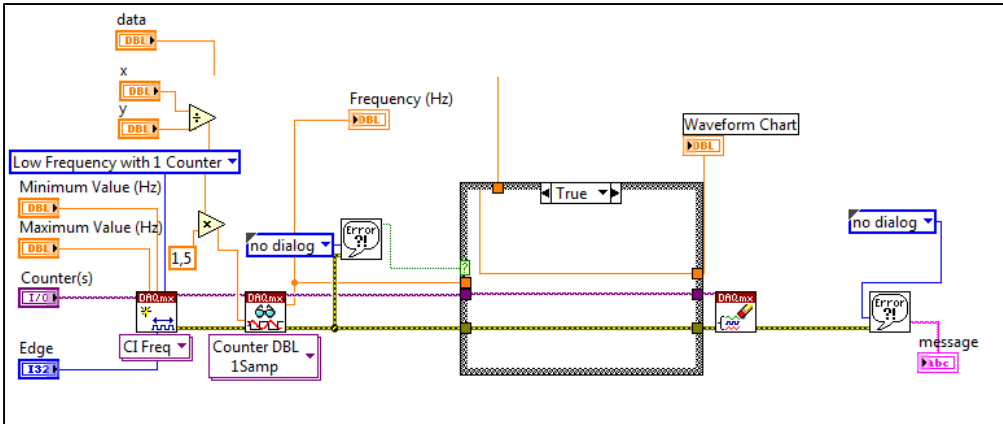 data
DBL
x
DBL
y
DBL
÷
Low Frequency with 1 Counter
Minimum Value (Hz)
DBL
Maximum Value (Hz)
DBL
×
1,5
Counter(s)
I/O
DAQmx
CI Freq
Edge
I32
DAQmx
Counter DBL
1Samp
no dialog
Error
?!
Frequency (Hz)
DBL
True
?
Waveform Chart
DBL
DAQmx
no dialog
Error
?!
message
abc